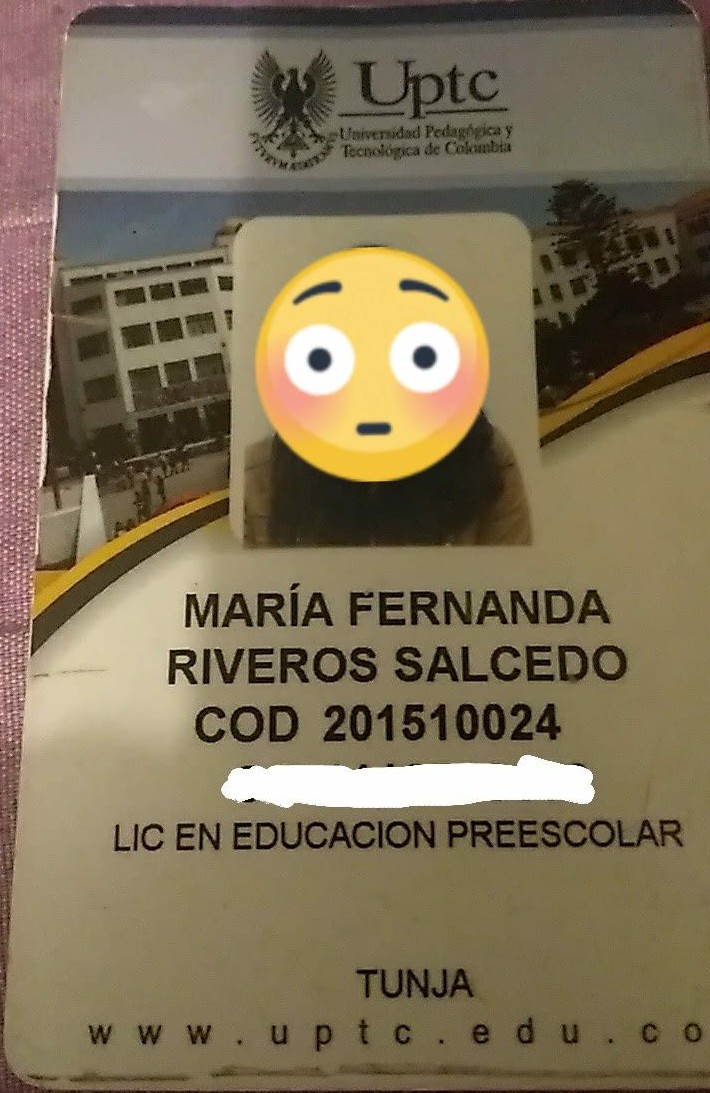 Uptc
Universidad Pedagógica y
Tecnológica de Colombia
MARÍA FERNANDA
RIVEROS SALCEDO
COD 201510024
LIC EN EDUCACION PREESCOLAR
TUNJA
www.uptc.edu.co